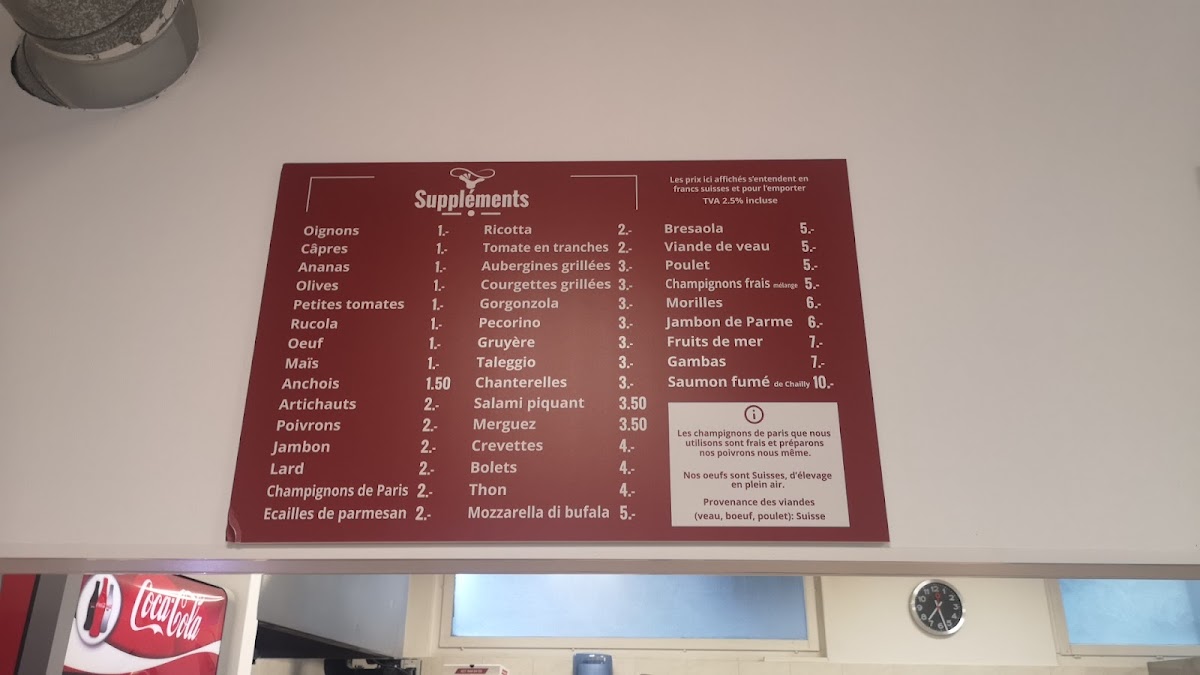 Suppléments
Oignons 1.-
Câpres 1.-
Ananas 1.-
Olives 1.-
Petites tomates 1.-
Rucola 1.-
Oeuf 1.-
Maïs 1.-
Anchois 1.50
Artichauts 2.-
Poivrons 2.-
Jambon 2.-
Lard 2.-
Champignons de Paris 2.-
Ecailles de parmesan 2.-
Ricotta 2.-
Tomate en tranches 2.-
Aubergines grillées 3.-
Courgettes grillées 3.-
Gorgonzola 3.-
Pecorino 3.-
Gruyère 3.-
Taleggio 3.-
Chanterelles 3.-
Salami piquant 3.50
Merguez 3.50
Crevettes 4.-
Bolets 4.-
Thon 4.-
Mozzarella di bufala 5.-
Les prix ici affichés s'entendent en
francs suisses et pour l'emporter
TVA 2.5% incluse
Bresaola 5.-
Viande de veau 5.-
Poulet 5.-
Champignons frais mélange 5.-
Morilles 6.-
Jambon de Parme 6.-
Fruits de mer 7.-
Gambas 7.-
Saumon fumé de Chailly 10.-
i
Les champignons de paris que nous
utilisons sont frais et préparons
nos poivrons nous même.
Nos oeufs sont Suisses, d'élevage
en plein air.
Provenance des viandes
(veau, boeuf, poulet): Suisse
Coca-Cola